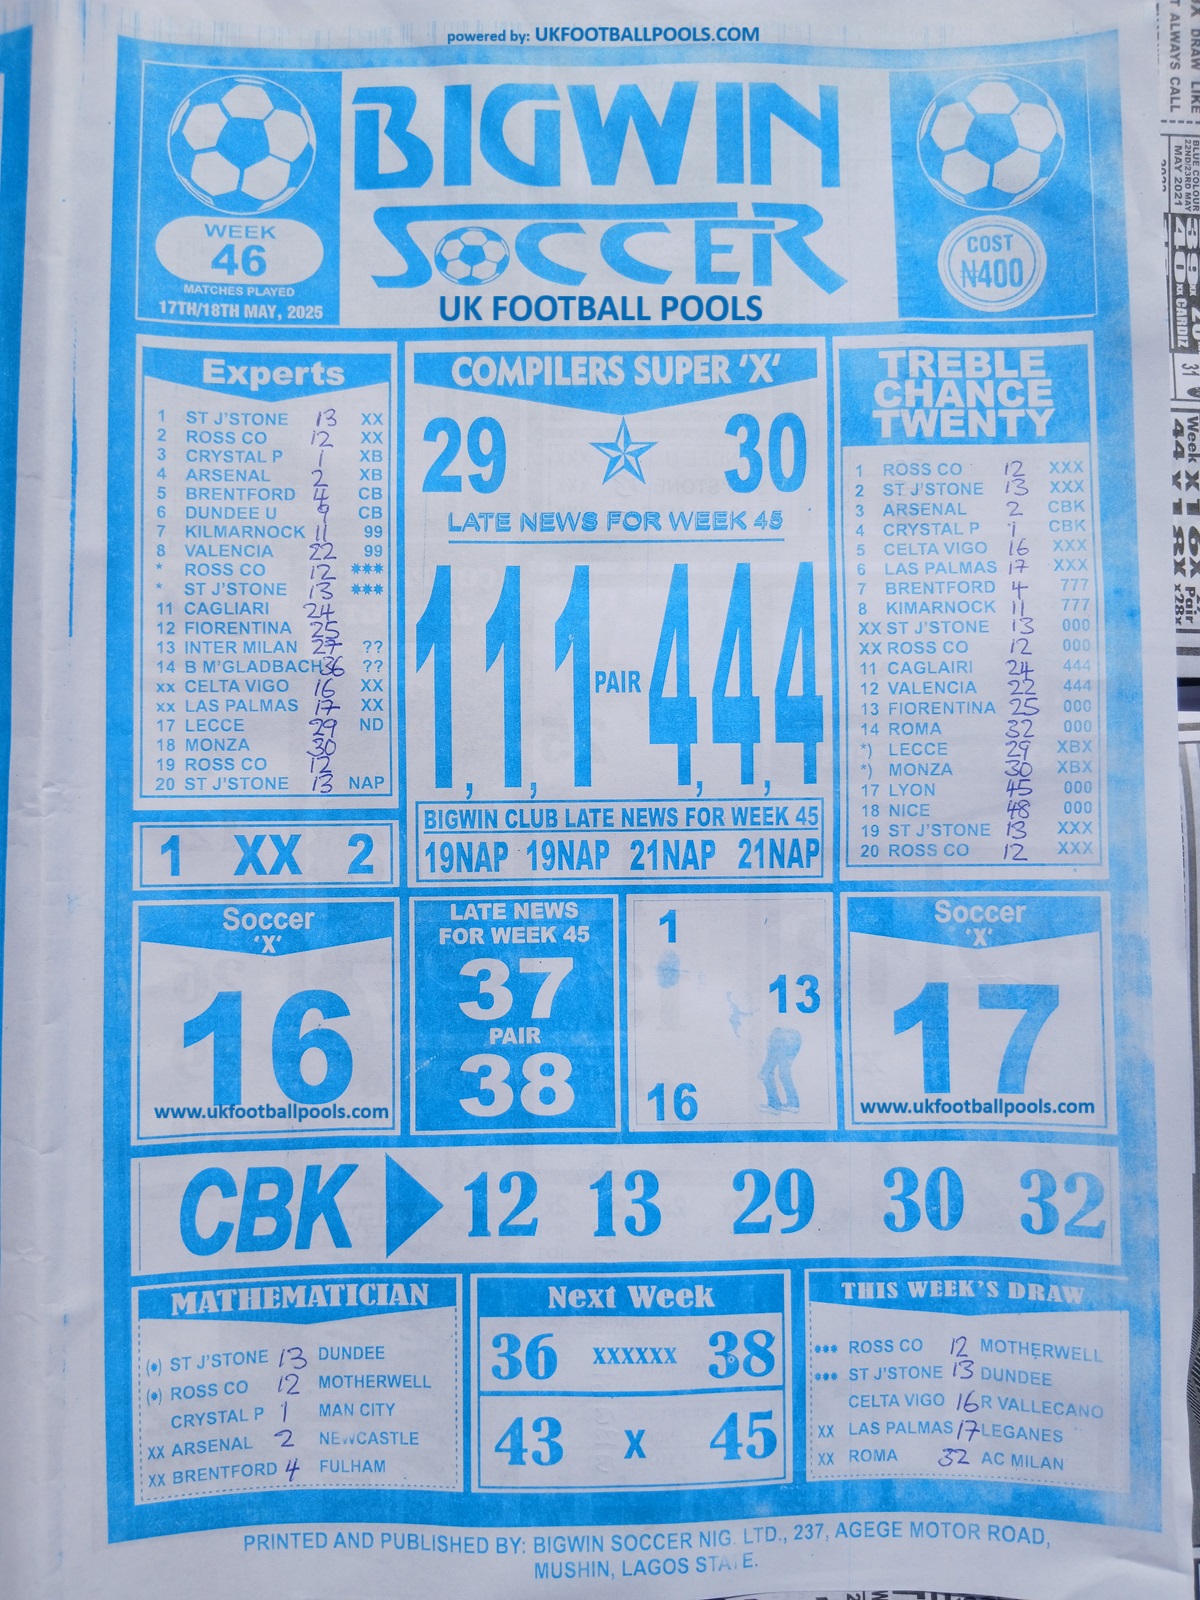 powered by: UKFOOTBALLPOOLS.COM
BIGWIN
SOCCER
UK FOOTBALL POOLS
WEEK
46
MATCHES PLAYED
17TH/18TH MAY, 2025
COST
₦400
Experts
1 ST J'STONE 13 XX
2 ROSS CO 12 XX
3 CRYSTAL P 1 XB
4 ARSENAL 2 XB
5 BRENTFORD 4 CB
6 DUNDEE U 9 CB
7 KILMARNOCK 11 99
8 VALENCIA 22 99
* ROSS CO 12 ***
* ST J'STONE 13 ***
11 CAGLIARI 24
12 FIORENTINA 25
13 INTER MILAN 27 ??
14 B M'GLADBACH 36 ??
xx CELTA VIGO 16 XX
xx LAS PALMAS 17 XX
17 LECCE 29 ND
18 MONZA 30
19 ROSS CO 12
20 ST J'STONE 13 NAP
1 XX 2
COMPILERS SUPER 'X'
29 30
LATE NEWS FOR WEEK 45
1, 1, 1 PAIR 4, 4, 4
BIGWIN CLUB LATE NEWS FOR WEEK 45
19NAP 19NAP 21NAP 21NAP
TREBLE
CHANCE
TWENTY
1 ROSS CO 12 XXX
2 ST J'STONE 13 XXX
3 ARSENAL 2 CBK
4 CRYSTAL P 1 CBK
5 CELTA VIGO 16 XXX
6 LAS PALMAS 17 XXX
7 BRENTFORD 4 777
8 KIMARNOCK 11 777
XX ST J'STONE 13 000
XX ROSS CO 12 000
11 CAGLAIRI 24 444
12 VALENCIA 22 444
13 FIORENTINA 25 000
14 ROMA 32 000
*) LECCE 29 XBX
*) MONZA 30 XBX
17 LYON 45 000
18 NICE 48 000
19 ST J'STONE 13 XXX
20 ROSS CO 12 XXX
Soccer
'X'
16
www.ukfootballpools.com
LATE NEWS
FOR WEEK 45
37
PAIR
38
1
13
16
Soccer
'X'
17
www.ukfootballpools.com
CBK 12 13 29 30 32
MATHEMATICIAN
(•) ST J'STONE 13 DUNDEE
(•) ROSS CO 12 MOTHERWELL
CRYSTAL P 1 MAN CITY
XX ARSENAL 2 NEWCASTLE
XX BRENTFORD 4 FULHAM
Next Week
36 XXXXXX 38
43 X 45
THIS WEEK'S DRAW
*** ROSS CO 12 MOTHERWELL
*** ST J'STONE 13 DUNDEE
CELTA VIGO 16 R VALLECANO
XX LAS PALMAS 17 LEGANES
XX ROMA 32 AC MILAN
PRINTED AND PUBLISHED BY: BIGWIN SOCCER NIG. LTD., 237, AGEGE MOTOR ROAD,
MUSHIN, LAGOS STATE.
X DRAW LIKE
T ALWAYS CALL
BLUE COLOUR
22ND/23RD MAY
MAY 2021